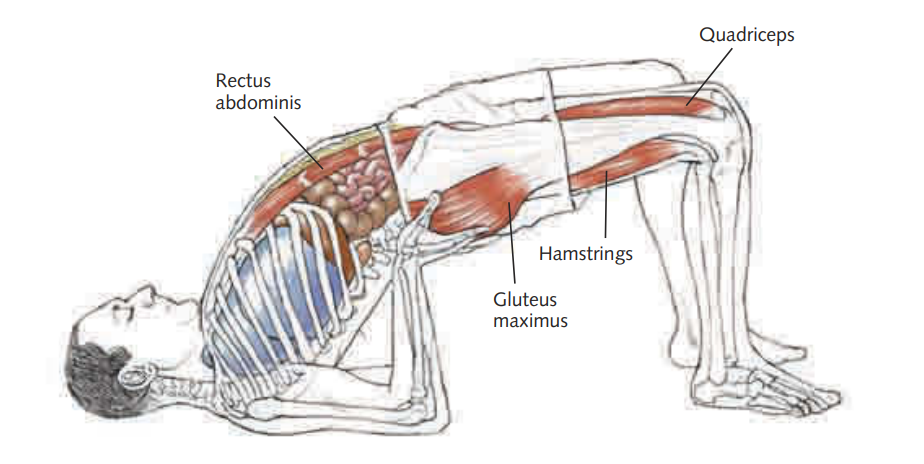 Quadriceps
Rectus
abdominis
Hamstrings
Gluteus
maximus